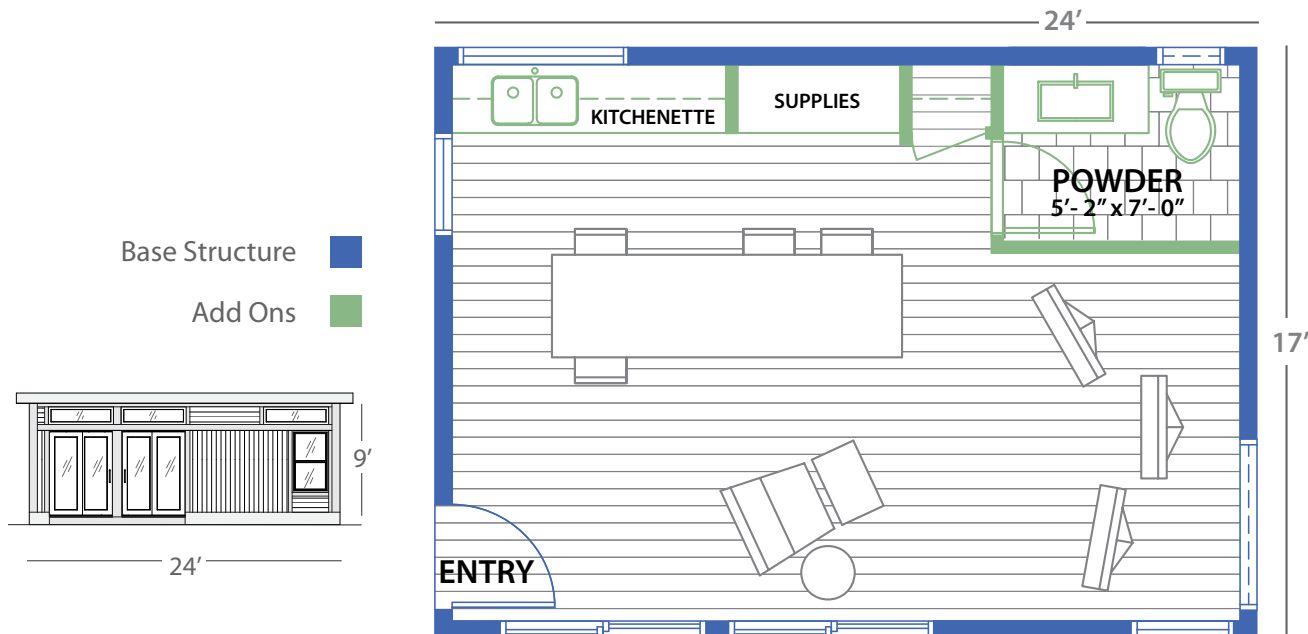 24’
KITCHENETTE
SUPPLIES
POWDER
5’- 2” x 7’- 0”
Base Structure
Add Ons
17’
9’
24’
ENTRY